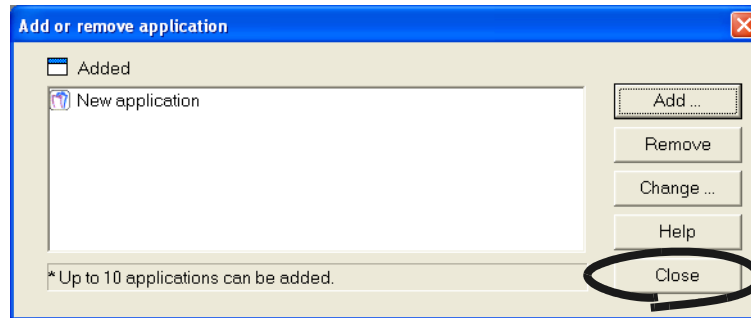 Add or remove application
Added
New application
Add ...
Remove
Change ...
Help
Close
* Up to 10 applications can be added.